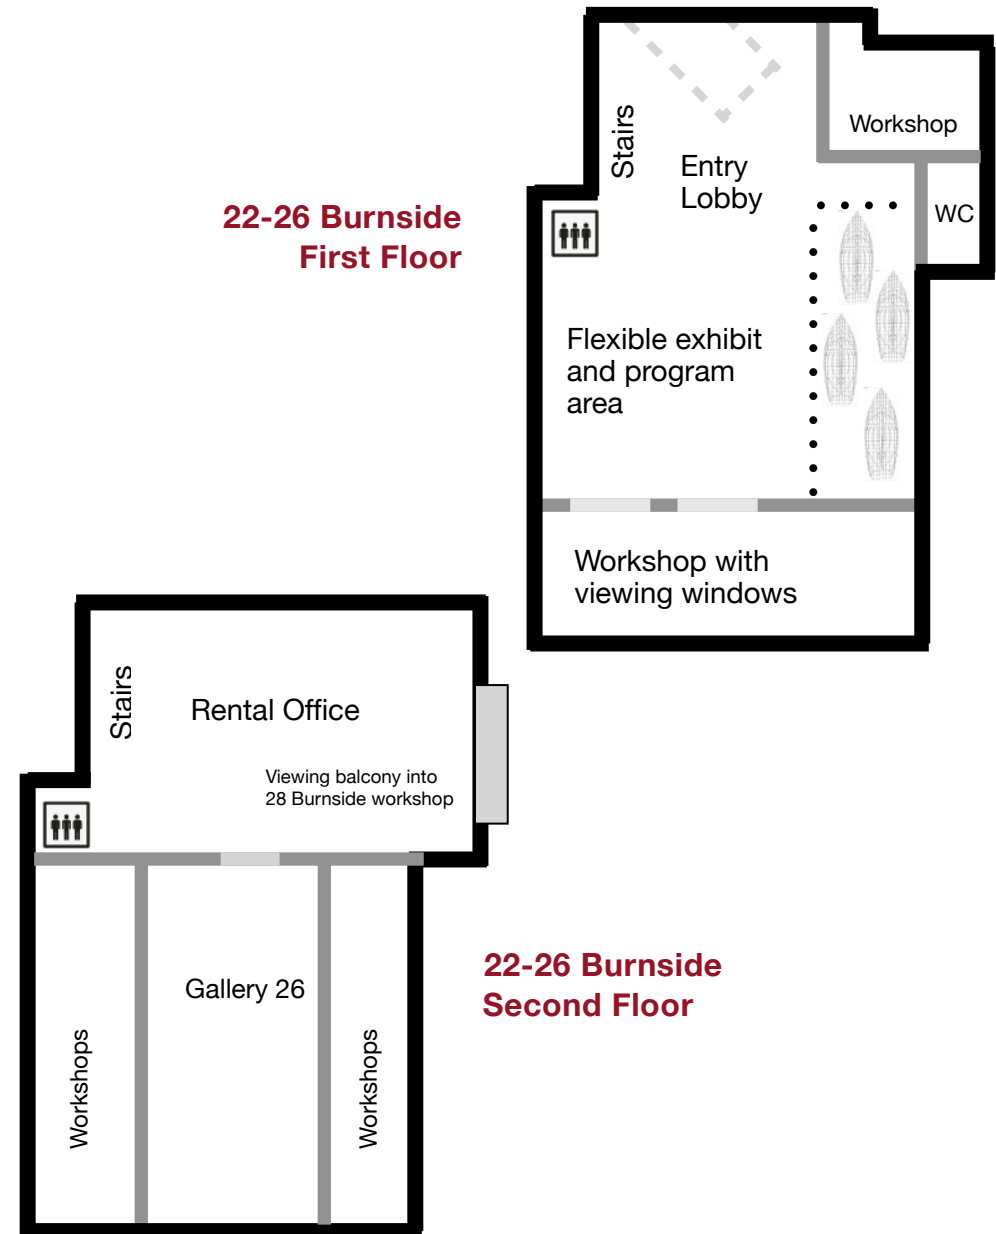 22-26 Burnside
First Floor
Stairs
Entry
Lobby
Workshop
WC
Flexible exhibit
and program
area
Workshop with
viewing windows
Stairs
Rental Office
Viewing balcony into
28 Burnside workshop
22-26 Burnside
Second Floor
Gallery 26
Workshops
Workshops